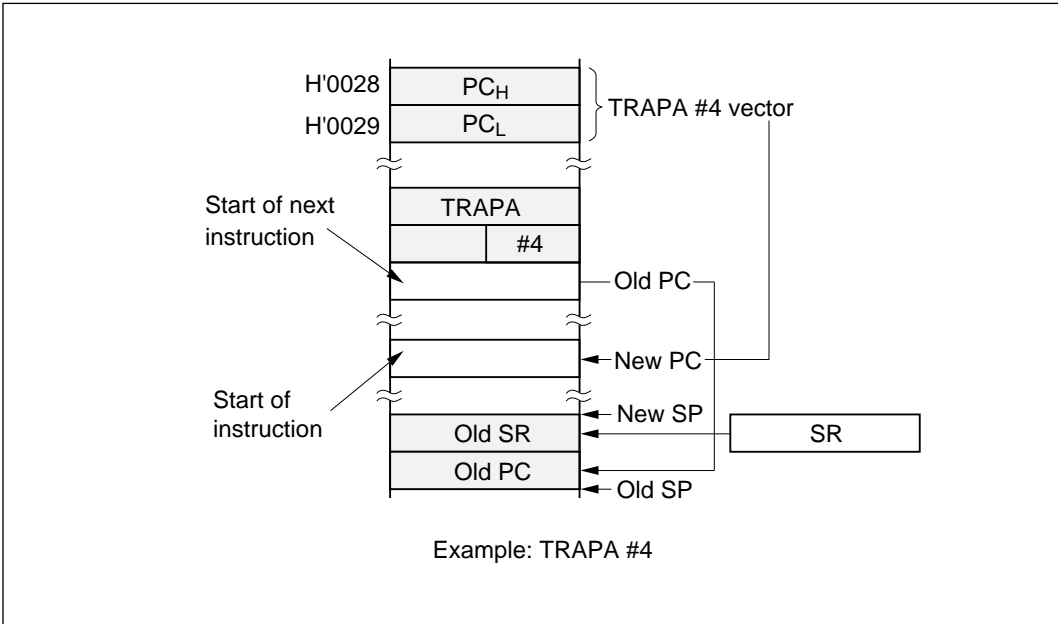 H'0028 PCH
H'0029 PCL
TRAPA #4 vector
TRAPA
#4
Start of next
instruction
Old PC
New PC
Start of
instruction
New SP
Old SR
SR
Old PC
Old SP
Example: TRAPA #4